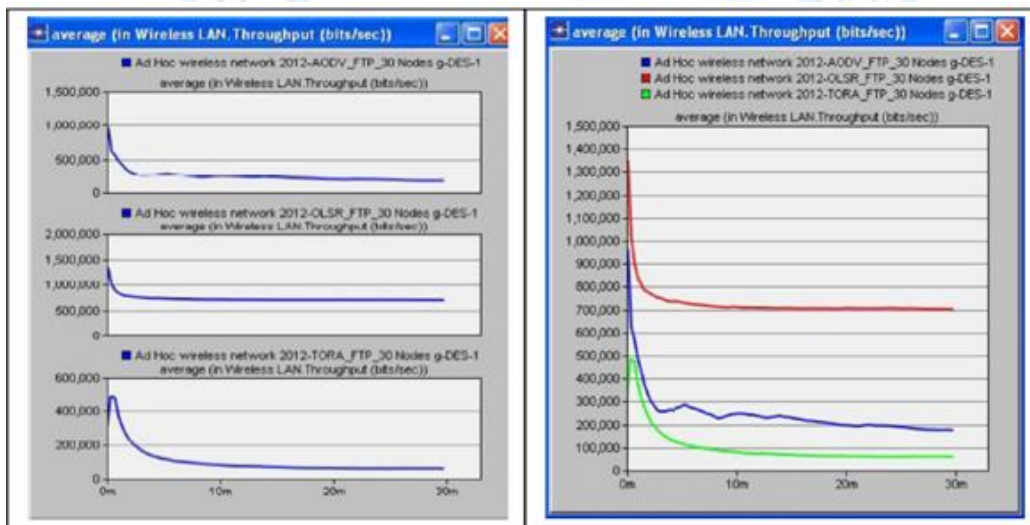 average (in Wireless LAN.Throughput (bits/sec))
Ad Hoc wireless network 2012-AODV_FTP_30 Nodes g-DES-1
average (in Wireless LAN.Throughput (bits/sec))
1,500,000
1,000,000
500,000
0
Ad Hoc wireless network 2012-OLSR_FTP_30 Nodes g-DES-1
average (in Wireless LAN.Throughput (bits/sec))
2,000,000
1,500,000
1,000,000
500,000
0
Ad Hoc wireless network 2012-TORA_FTP_30 Nodes g-DES-1
average (in Wireless LAN.Throughput (bits/sec))
600,000
400,000
200,000
0
0m 10m 20m 30m
average (in Wireless LAN.Throughput (bits/sec))
Ad Hoc wireless network 2012-AODV_FTP_30 Nodes g-DES-1
Ad Hoc wireless network 2012-OLSR_FTP_30 Nodes g-DES-1
Ad Hoc wireless network 2012-TORA_FTP_30 Nodes g-DES-1
average (in Wireless LAN.Throughput (bits/sec))
1,500,000
1,400,000
1,300,000
1,200,000
1,100,000
1,000,000
900,000
800,000
700,000
600,000
500,000
400,000
300,000
200,000
100,000
0
0m 10m 20m 30m